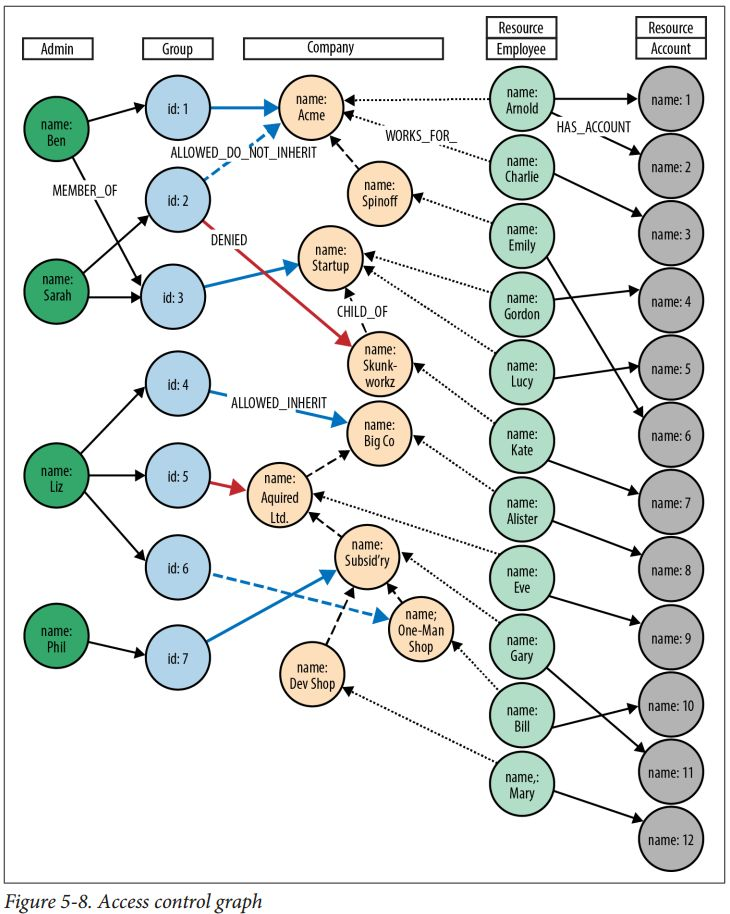 Resource
Resource
Admin
Group
Company
Employee
Account
name:
Ben
id: 1
name:
Acme
name:
Arnold
name: 1
HAS_ACCOUNT
WORKS_FOR_
ALLOWED_DO_NOT_INHERIT
name:
Charlie
name: 2
MEMBER_OF
id: 2
name:
Spinoff
name: 3
DENIED
name:
Emily
name:
Startup
name:
Sarah
id: 3
name:
Gordon
name: 4
CHILD_OF
name:
Skunk-
workz
name:
Lucy
name: 5
id: 4
ALLOWED_INHERIT
name:
Big Co
name:
Kate
name: 6
name:
Liz
id: 5
name:
Aquired
Ltd.
name: 7
name:
Alister
name:
Subsid'ry
name: 8
id: 6
name:
Eve
name;
One-Man
Shop
name: 9
name:
Phil
id: 7
name:
Dev Shop
name:
Gary
name:
Bill
name: 10
name,:
Mary
name: 11
name: 12
Figure 5-8. Access control graph